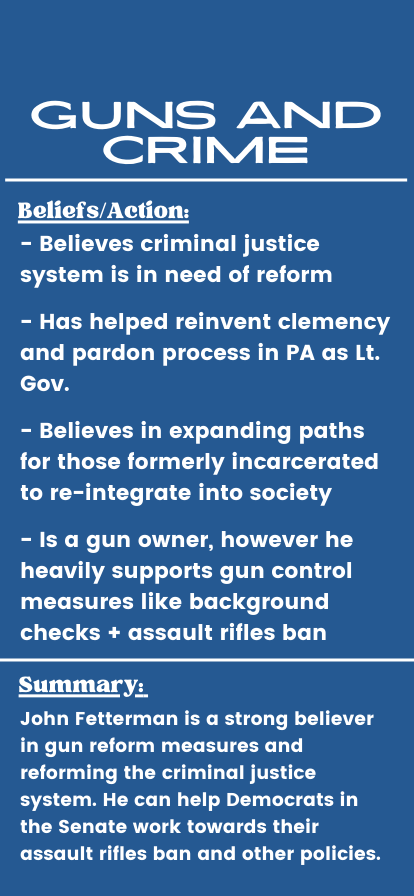 GUNS AND
CRIME
Beliefs/Action:
- Believes criminal justice
system is in need of reform
- Has helped reinvent clemency
and pardon process in PA as Lt.
Gov.
- Believes in expanding paths
for those formerly incarcerated
to re-integrate into society
- Is a gun owner, however he
heavily supports gun control
measures like background
checks + assault rifles ban
Summary:
John Fetterman is a strong believer
in gun reform measures and
reforming the criminal justice
system. He can help Democrats in
the Senate work towards their
assault rifles ban and other policies.